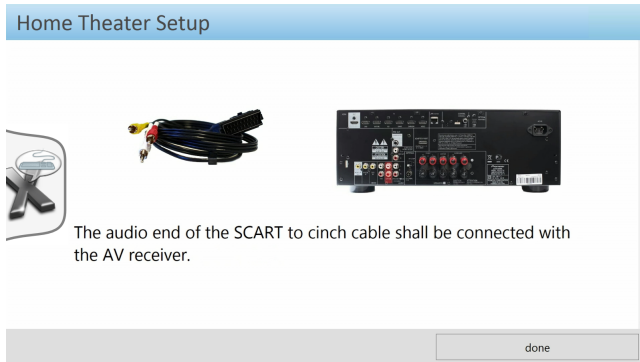 Home Theater Setup
The audio end of the SCART to cinch cable shall be connected with
the AV receiver.
done